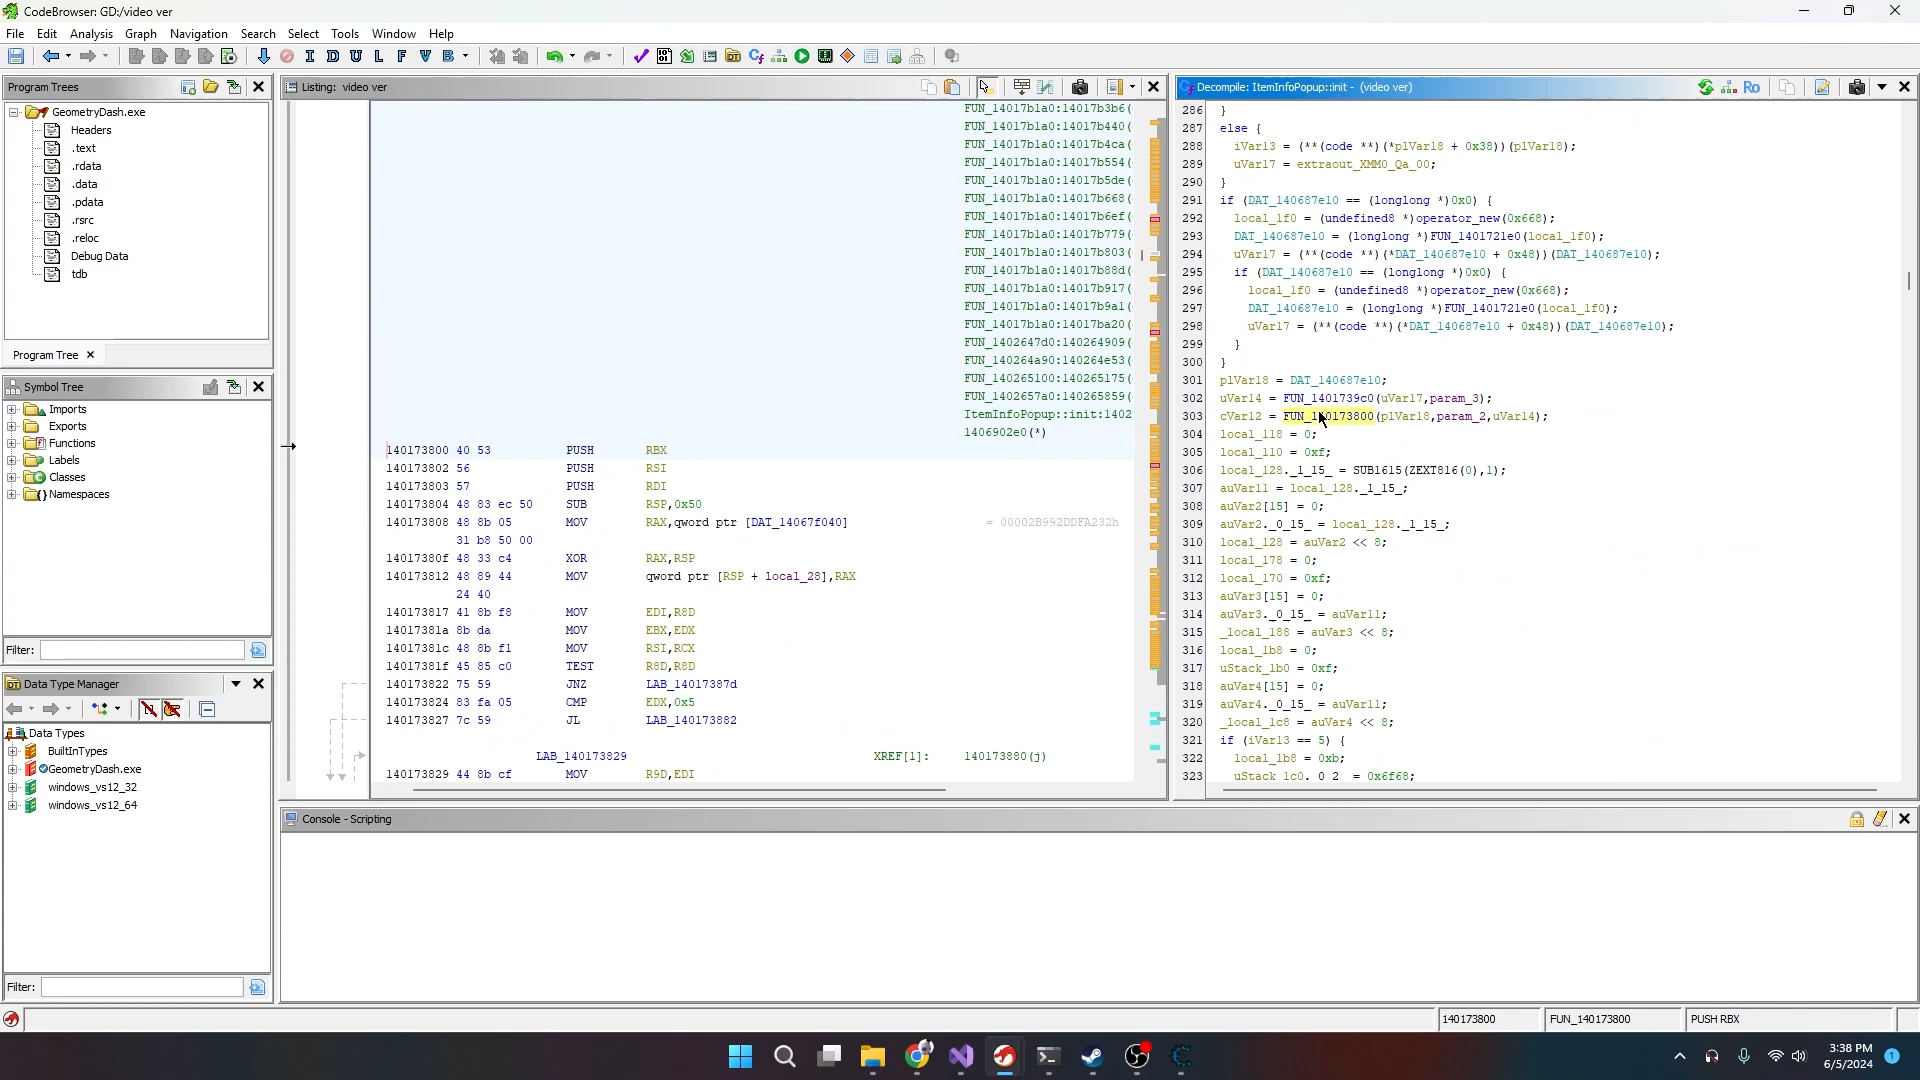 CodeBrowser: GD:/video ver
File Edit Analysis Graph Navigation Search Select Tools Window Help
I D U L F V B
Program Trees
GeometryDash.exe
Headers
.text
.rdata
.data
.pdata
.rsrc
.reloc
Debug Data
tdb
Program Tree
Symbol Tree
Imports
Exports
Functions
Labels
Classes
Namespaces
Filter:
Data Type Manager
Data Types
BuiltInTypes
GeometryDash.exe
windows_vs12_32
windows_vs12_64
Filter:
Listing: video ver
FUN_14017b1a0:14017b3b6(
FUN_14017b1a0:14017b440(
FUN_14017b1a0:14017b4ca(
FUN_14017b1a0:14017b554(
FUN_14017b1a0:14017b5de(
FUN_14017b1a0:14017b668(
FUN_14017b1a0:14017b6ef(
FUN_14017b1a0:14017b779(
FUN_14017b1a0:14017b803(
FUN_14017b1a0:14017b88d(
FUN_14017b1a0:14017b917(
FUN_14017b1a0:14017b9a1(
FUN_14017b1a0:14017ba20(
FUN_1402647d0:140264909(
FUN_140264a90:140264e53(
FUN_140265100:140265175(
FUN_1402657a0:140265859(
ItemInfoPopup::init:1402
1406902e0(*)
140173800 40 53 PUSH RBX
140173802 56 PUSH RSI
140173803 57 PUSH RDI
140173804 48 83 ec 50 SUB RSP,0x50
140173808 48 8b 05 MOV RAX,qword ptr [DAT_14067f040] = 00002B992DDFA232h
31 b8 50 00
14017380f 48 33 c4 XOR RAX,RSP
140173812 48 89 44 MOV qword ptr [RSP + local_28],RAX
24 40
140173817 41 8b f8 MOV EDI,R8D
14017381a 8b da MOV EBX,EDX
14017381c 48 8b f1 MOV RSI,RCX
14017381f 45 85 c0 TEST R8D,R8D
140173822 75 59 JNZ LAB_14017387d
140173824 83 fa 05 CMP EDX,0x5
140173827 7c 59 JL LAB_140173882
LAB_140173829 XREF[1]: 140173880(j)
140173829 44 8b cf MOV R9D,EDI
Decompile: ItemInfoPopup::init - (video ver)
Ro
286 }
287 else {
288 iVar13 = (**(code **)(*plVar18 + 0x38))(plVar18);
289 uVar17 = extraout_XMM0_Qa_00;
290 }
291 if (DAT_140687e10 == (longlong *)0x0) {
292 local_1f0 = (undefined8 *)operator_new(0x668);
293 DAT_140687e10 = (longlong *)FUN_1401721e0(local_1f0);
294 uVar17 = (**(code **)(*DAT_140687e10 + 0x48))(DAT_140687e10);
295 if (DAT_140687e10 == (longlong *)0x0) {
296 local_1f0 = (undefined8 *)operator_new(0x668);
297 DAT_140687e10 = (longlong *)FUN_1401721e0(local_1f0);
298 uVar17 = (**(code **)(*DAT_140687e10 + 0x48))(DAT_140687e10);
299 }
300 }
301 plVar18 = DAT_140687e10;
302 uVar14 = FUN_1401739c0(uVar17,param_3);
303 cVar12 = FUN_140173800(plVar18,param_2,uVar14);
304 local_118 = 0;
305 local_110 = 0xf;
306 local_128._1_15_ = SUB1615(ZEXT816(0),1);
307 auVar11 = local_128._1_15_;
308 auVar2[15] = 0;
309 auVar2._0_15_ = local_128._1_15_;
310 local_128 = auVar2 << 8;
311 local_178 = 0;
312 local_170 = 0xf;
313 auVar3[15] = 0;
314 auVar3._0_15_ = auVar11;
315 _local_188 = auVar3 << 8;
316 local_1b8 = 0;
317 uStack_1b0 = 0xf;
318 auVar4[15] = 0;
319 auVar4._0_15_ = auVar11;
320 _local_1c8 = auVar4 << 8;
321 if (iVar13 == 5) {
322 local_1b8 = 0xb;
323 uStack_1c0._0_2_ = 0x6f68;
Console - Scripting
140173800 FUN_140173800 PUSH RBX
3:38 PM
6/5/2024
1